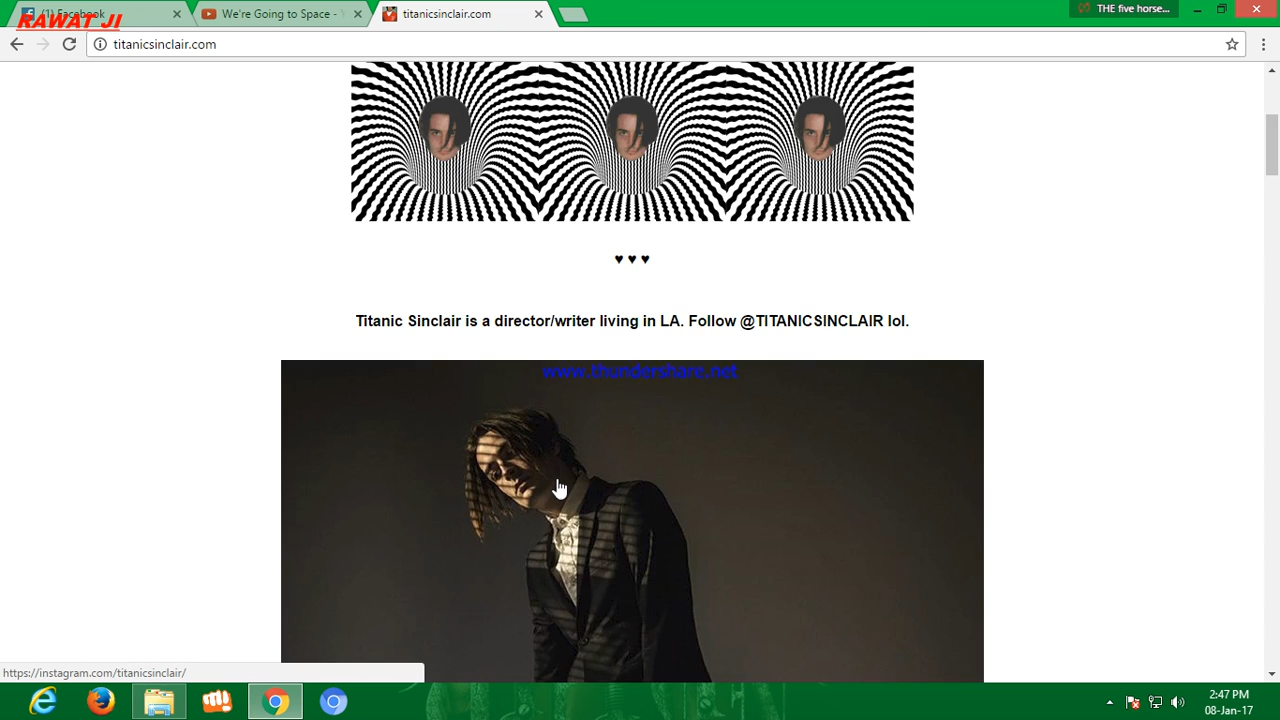 (1) Facebook
RAWAT JI
We're Going to Space - Y
titanicsinclair.com
THE five horse...
titanicsinclair.com
♥ ♥ ♥
Titanic Sinclair is a director/writer living in LA. Follow @TITANICSINCLAIR lol.
www.thundershare.net
https://instagram.com/titanicsinclair/
2:47 PM
08-Jan-17